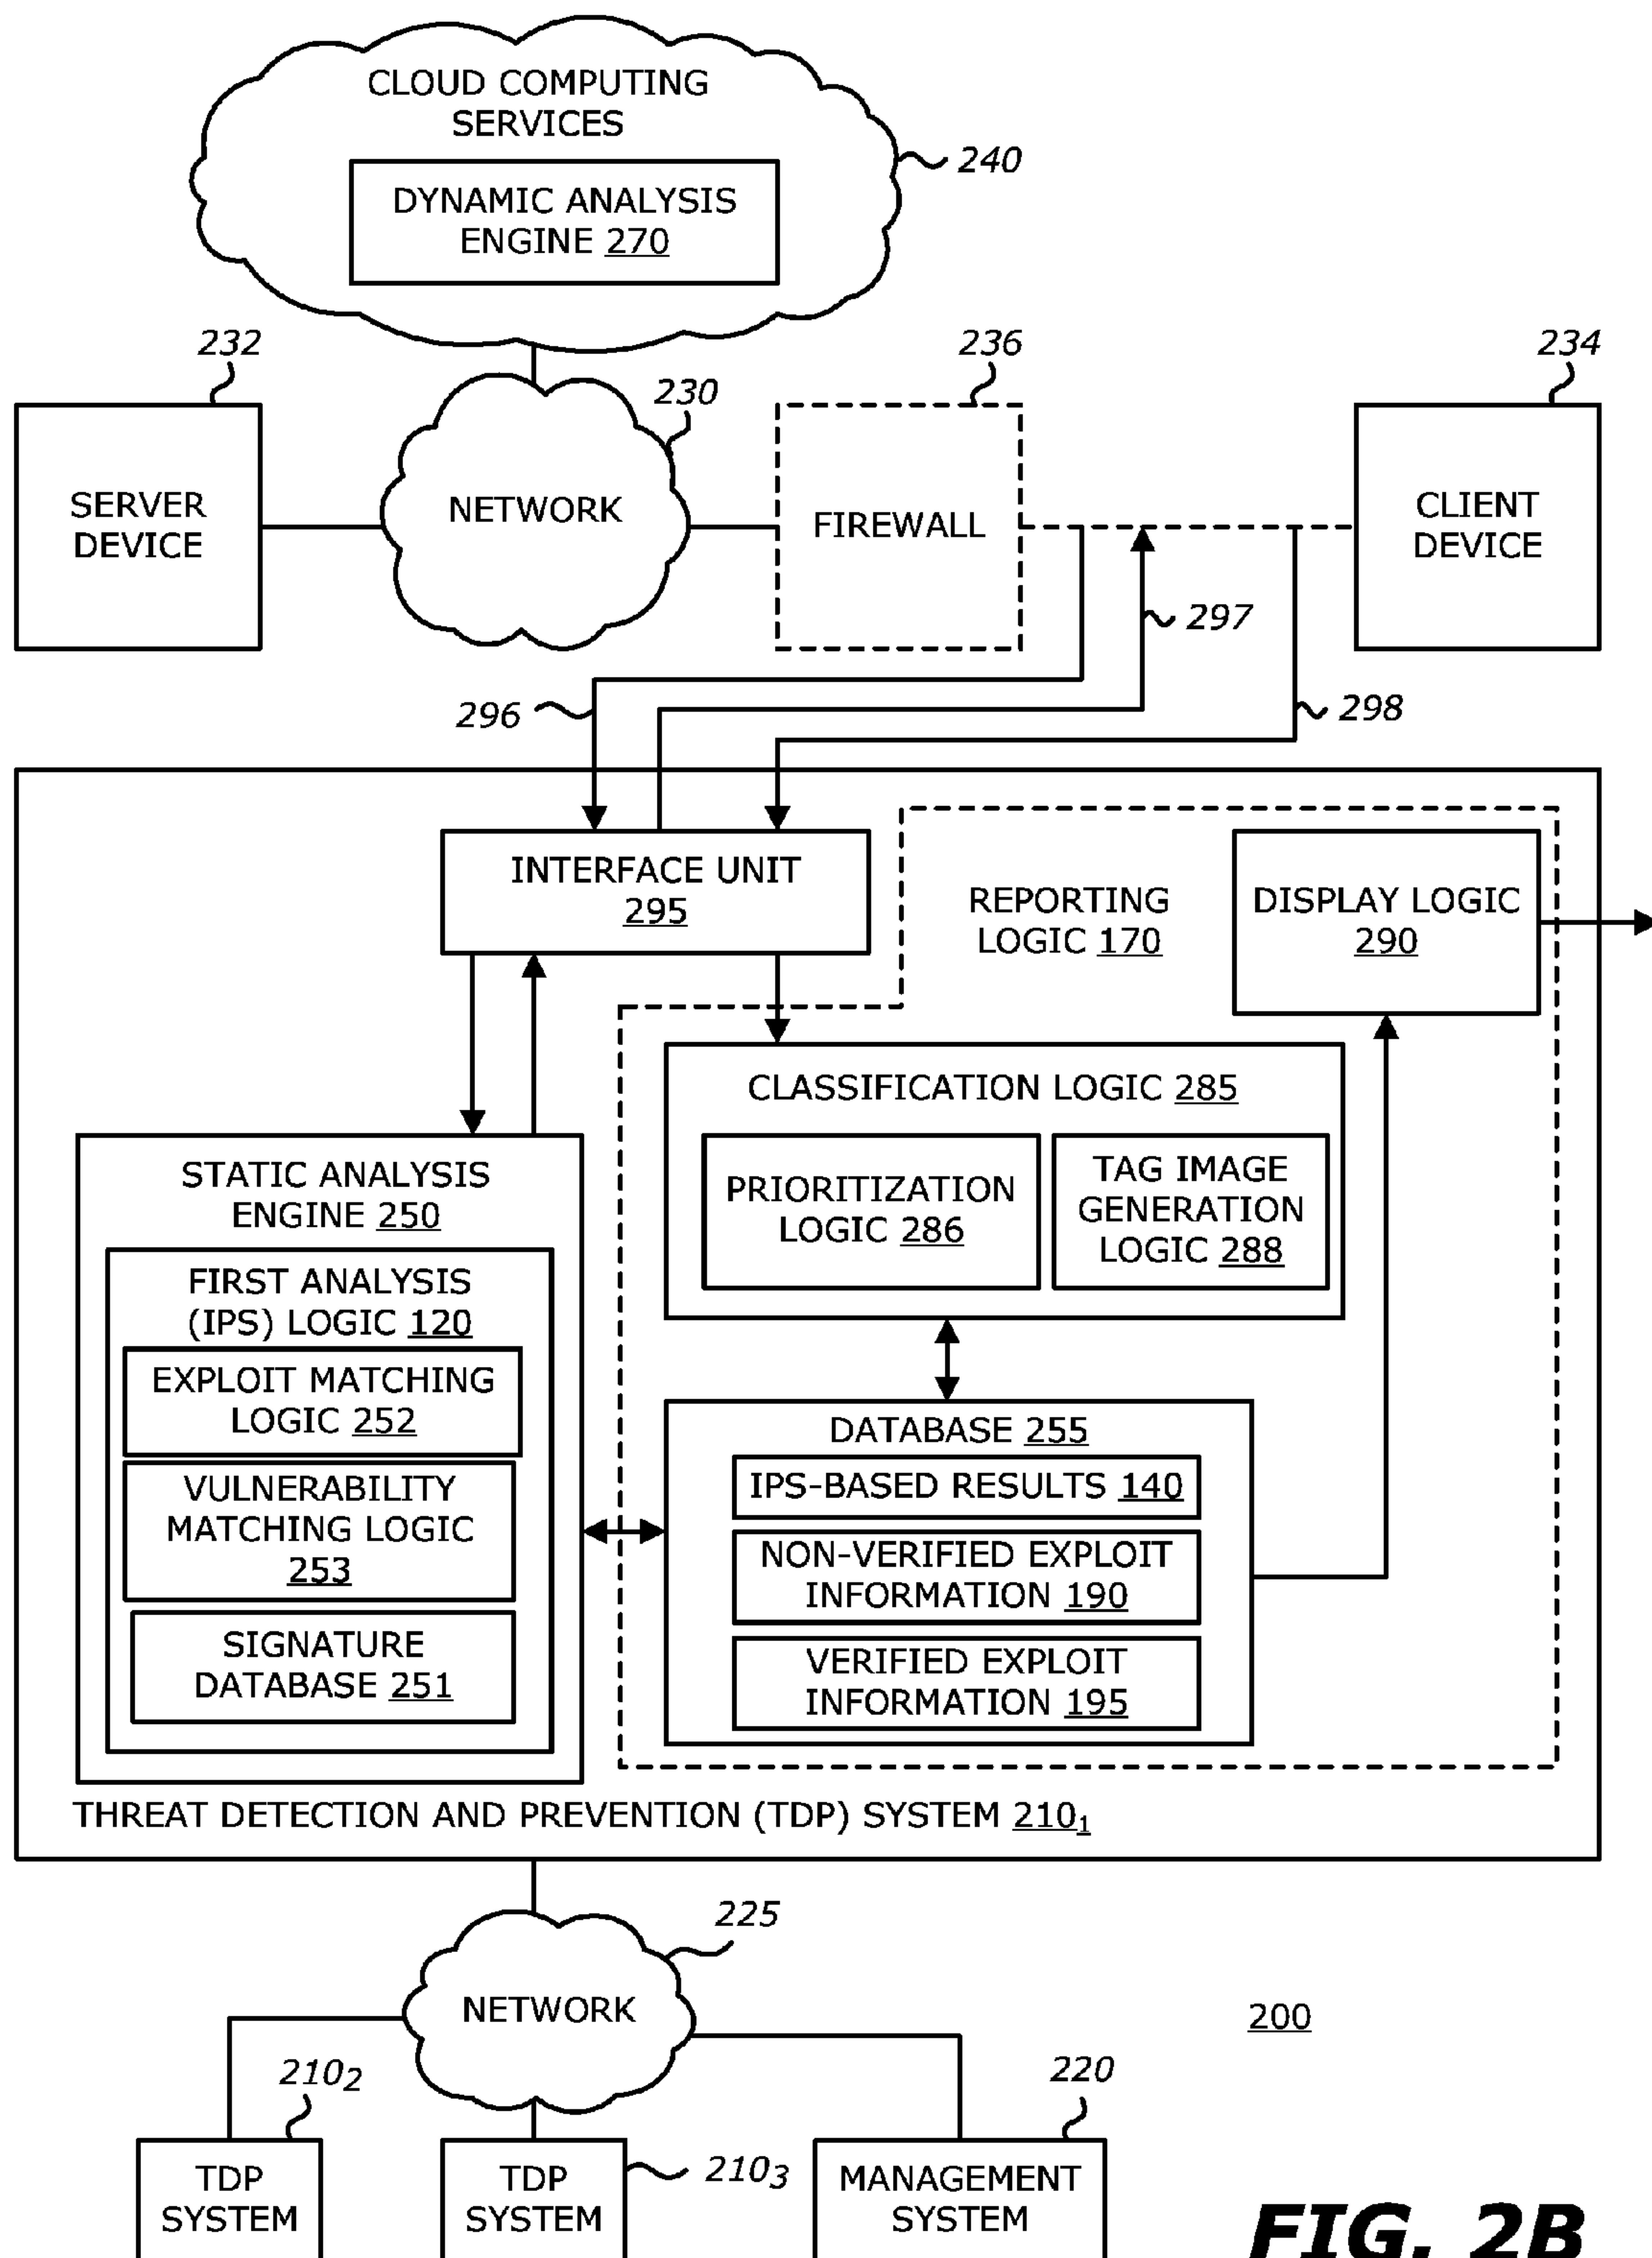 CLOUD COMPUTING
SERVICES
240
DYNAMIC ANALYSIS
ENGINE 270
232
236
234
230
SERVER
DEVICE
NETWORK
FIREWALL
CLIENT
DEVICE
297
296
298
INTERFACE UNIT
295
REPORTING
LOGIC 170
DISPLAY LOGIC
290
CLASSIFICATION LOGIC 285
PRIORITIZATION
LOGIC 286
TAG IMAGE
GENERATION
LOGIC 288
STATIC ANALYSIS
ENGINE 250
FIRST ANALYSIS
(IPS) LOGIC 120
EXPLOIT MATCHING
LOGIC 252
VULNERABILITY
MATCHING LOGIC
253
SIGNATURE
DATABASE 251
DATABASE 255
IPS-BASED RESULTS 140
NON-VERIFIED EXPLOIT
INFORMATION 190
VERIFIED EXPLOIT
INFORMATION 195
THREAT DETECTION AND PREVENTION (TDP) SYSTEM 210₁
225
NETWORK
200
210₂
220
TDP
SYSTEM
TDP
SYSTEM
210₃
MANAGEMENT
SYSTEM
FIG. 2B